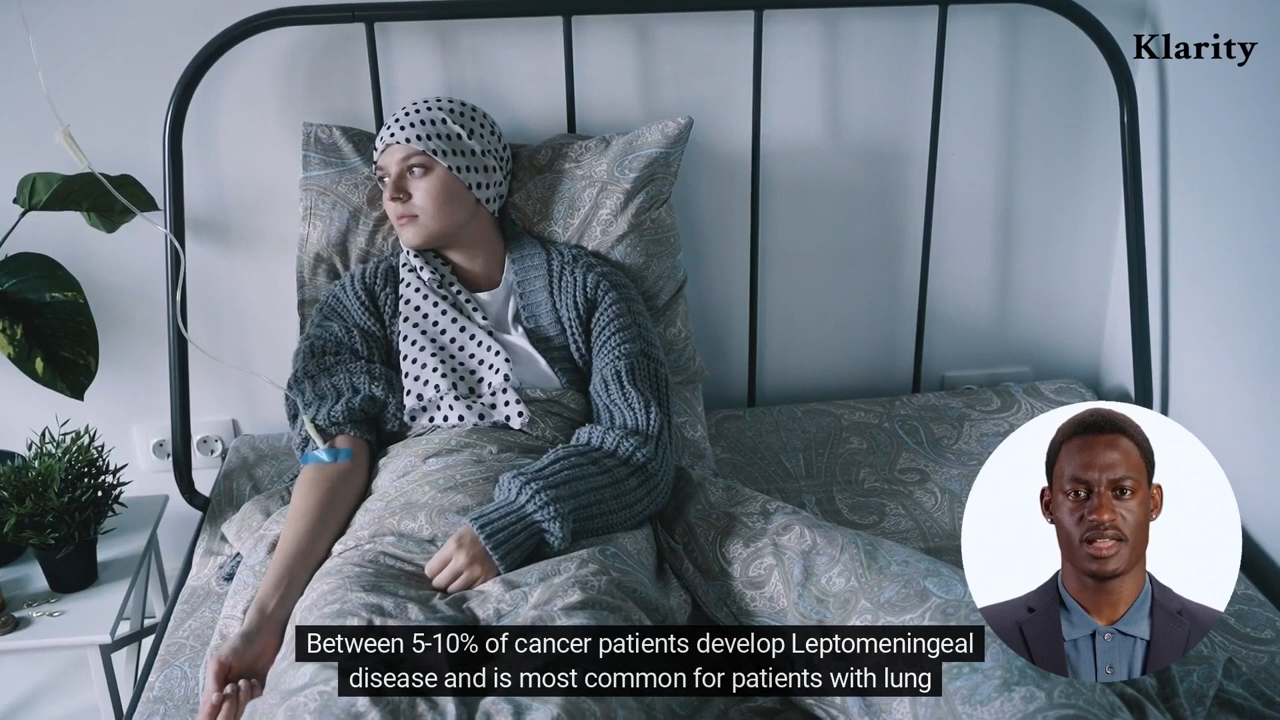 Klarity
Between 5-10% of cancer patients develop Leptomeningeal
disease and is most common for patients with lung